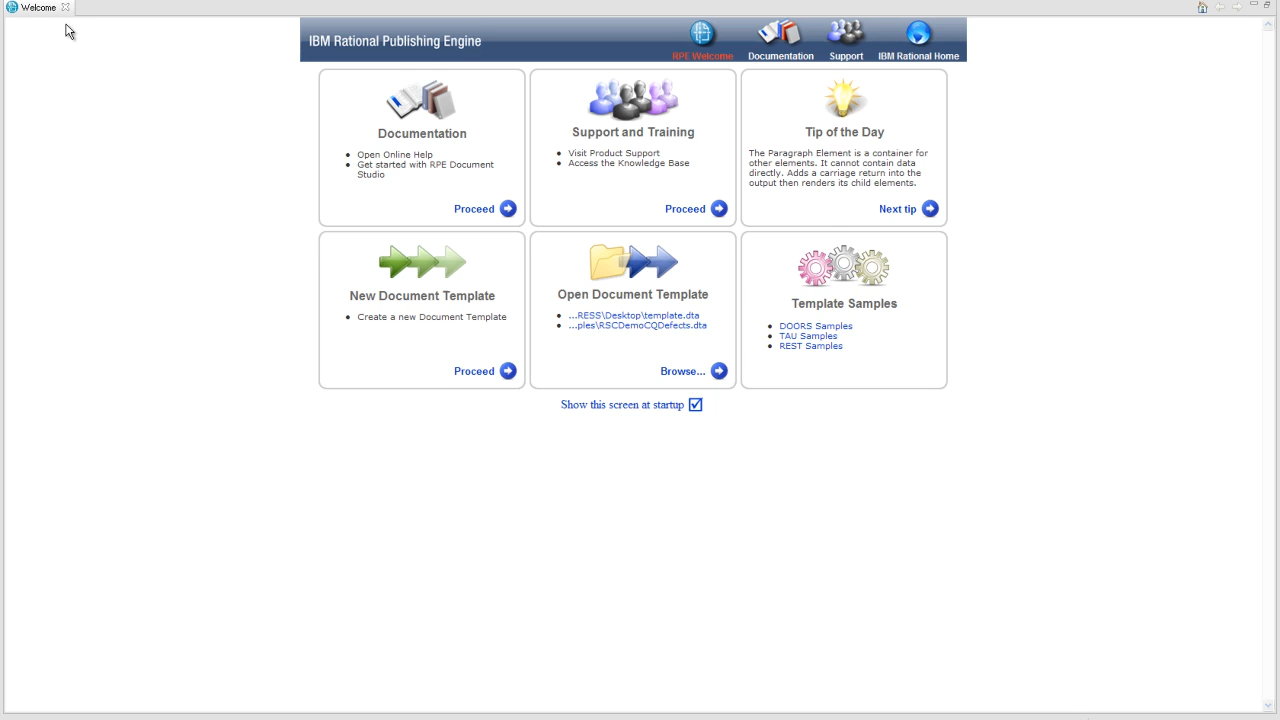 Welcome
IBM Rational Publishing Engine
RPE Welcome
Documentation
Support
IBM Rational Home
Documentation
Open Online Help
Get started with RPE Document
Studio
Proceed
Support and Training
Visit Product Support
Access the Knowledge Base
Proceed
Tip of the Day
The Paragraph Element is a container for
other elements. It cannot contain data
directly. Adds a carriage return into the
output then renders its child elements.
Next tip
New Document Template
Create a new Document Template
Proceed
Open Document Template
...RESS\Desktop\template.dta
...ples\RSCDemoCQDefects.dta
Browse...
Template Samples
DOORS Samples
TAU Samples
REST Samples
Show this screen at startup